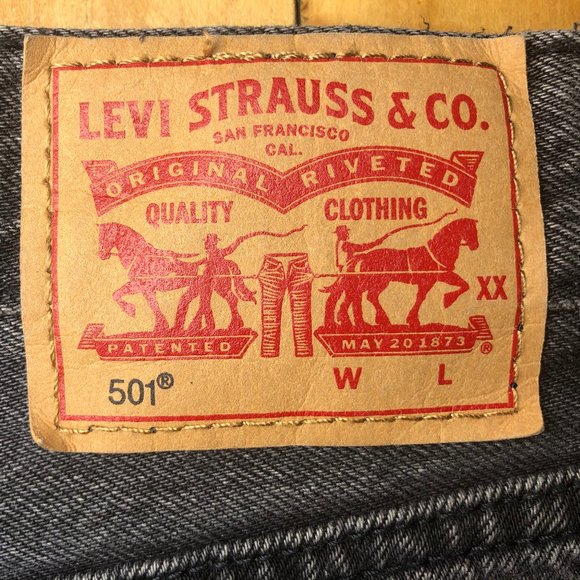 LEVI STRAUSS & CO.
SAN FRANCISCO
CAL.
ORIGINAL RIVETED
QUALITY CLOTHING
XX
PATENTED MAY 20 1873 ®
501® W L